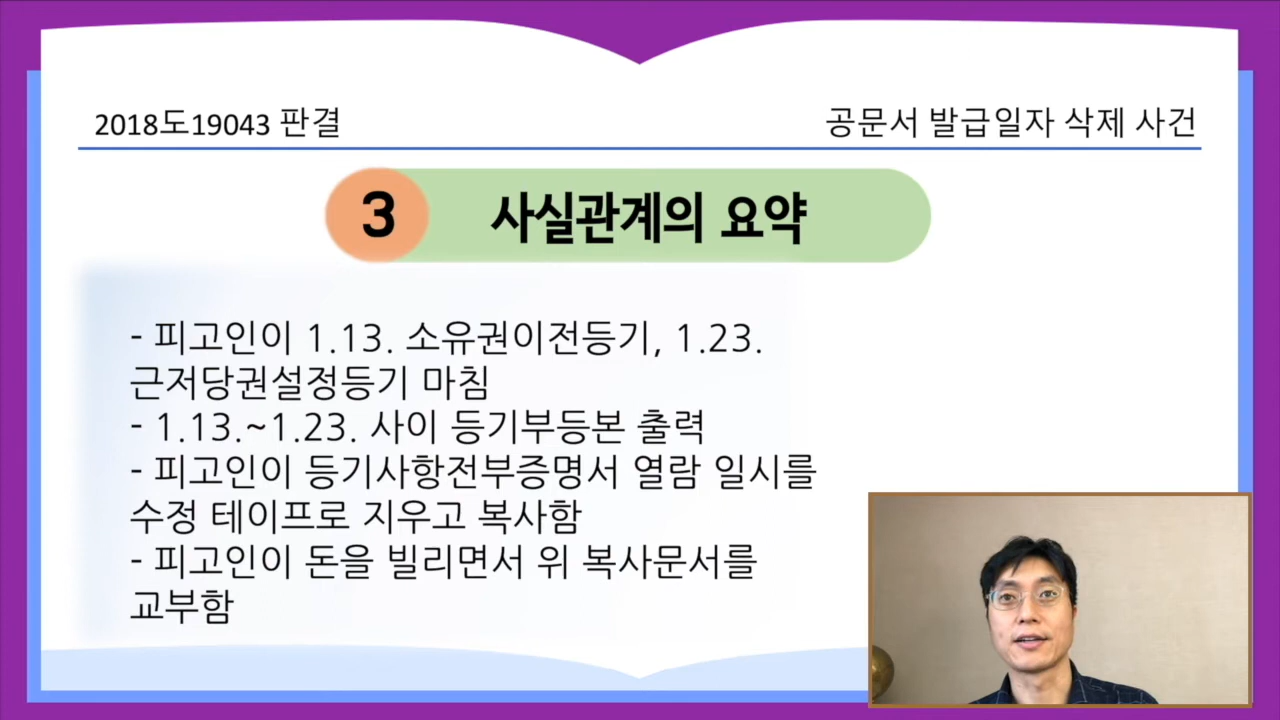 2018도19043 판결
공문서 발급일자 삭제 사건
3 사실관계의 요약
- 피고인이 1.13. 소유권이전등기, 1.23.
근저당권설정등기 마침
- 1.13.~1.23. 사이 등기부등본 출력
- 피고인이 등기사항전부증명서 열람 일시를
수정 테이프로 지우고 복사함
- 피고인이 돈을 빌리면서 위 복사문서를
교부함